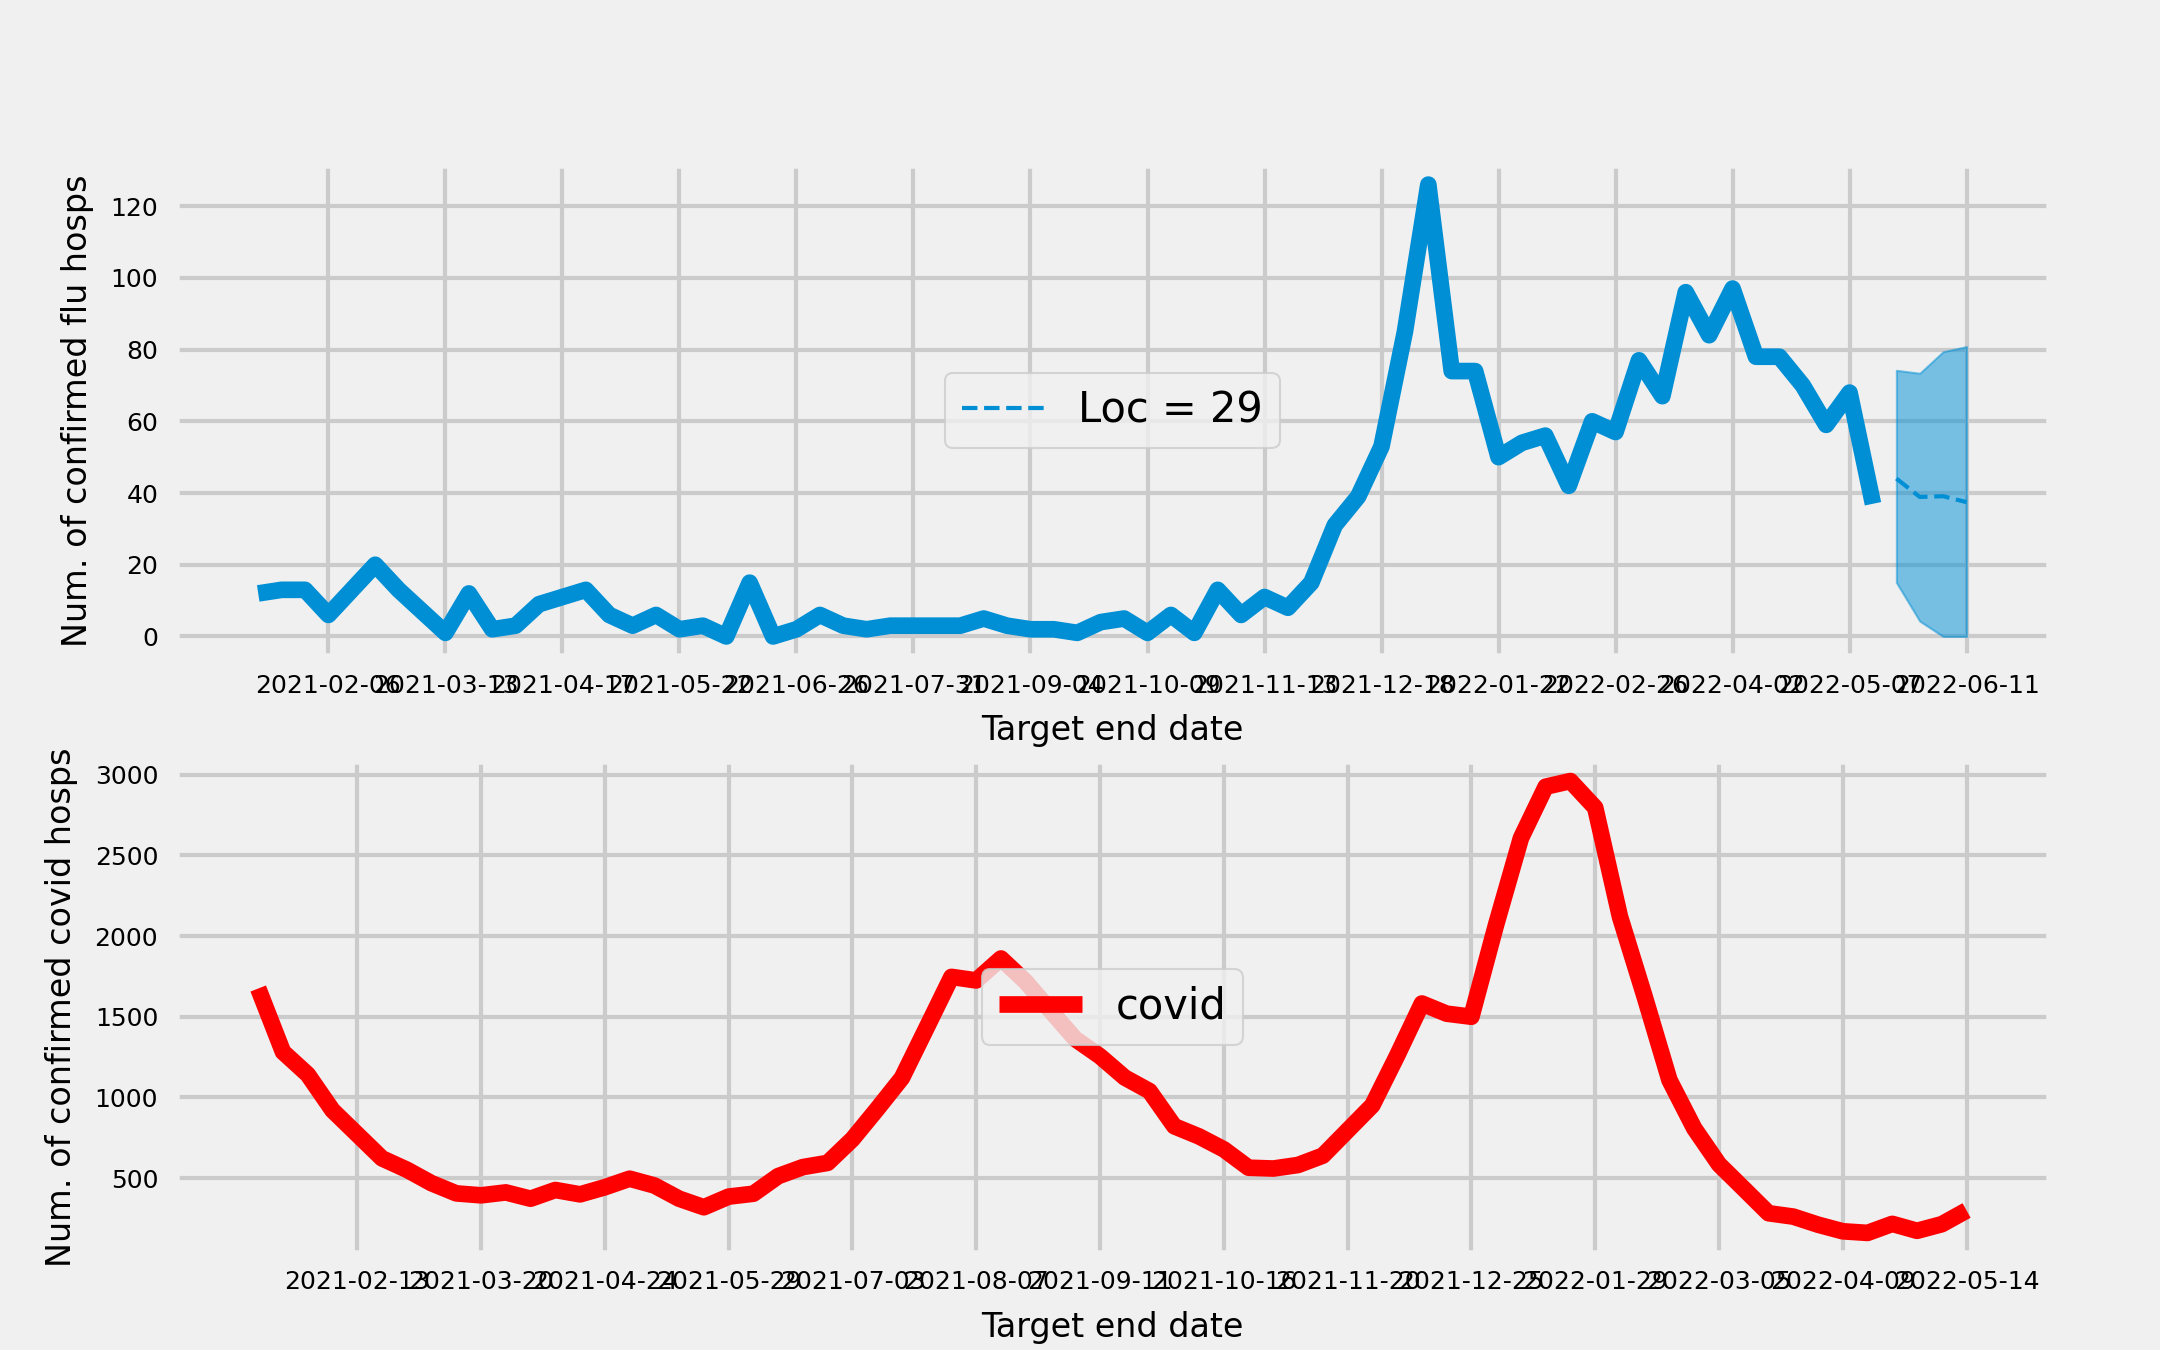 Num. of confirmed flu hosps
120
100
80
60
40
20
0
Loc = 29
2021-02-06 2021-03-13 2021-04-17 2021-05-22 2021-06-26 2021-07-31 2021-09-04 2021-10-09 2021-11-13 2021-12-18 2022-01-22 2022-02-26 2022-04-02 2022-05-07 2022-06-11
Target end date
Num. of confirmed covid hosps
3000
2500
2000
1500
1000
500
covid
2021-02-13 2021-03-20 2021-04-24 2021-05-29 2021-07-03 2021-08-07 2021-09-11 2021-10-16 2021-11-20 2021-12-25 2022-01-29 2022-03-05 2022-04-09 2022-05-14
Target end date